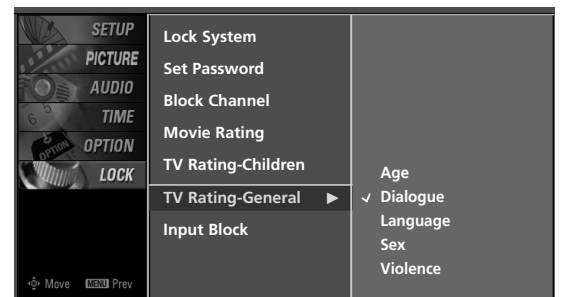 SETUP
PICTURE
AUDIO
TIME
OPTION
LOCK
Move MENU Prev
Lock System
Set Password
Block Channel
Movie Rating
TV Rating-Children
TV Rating-General ▶
Input Block
Age
✓ Dialogue
Language
Sex
Violence